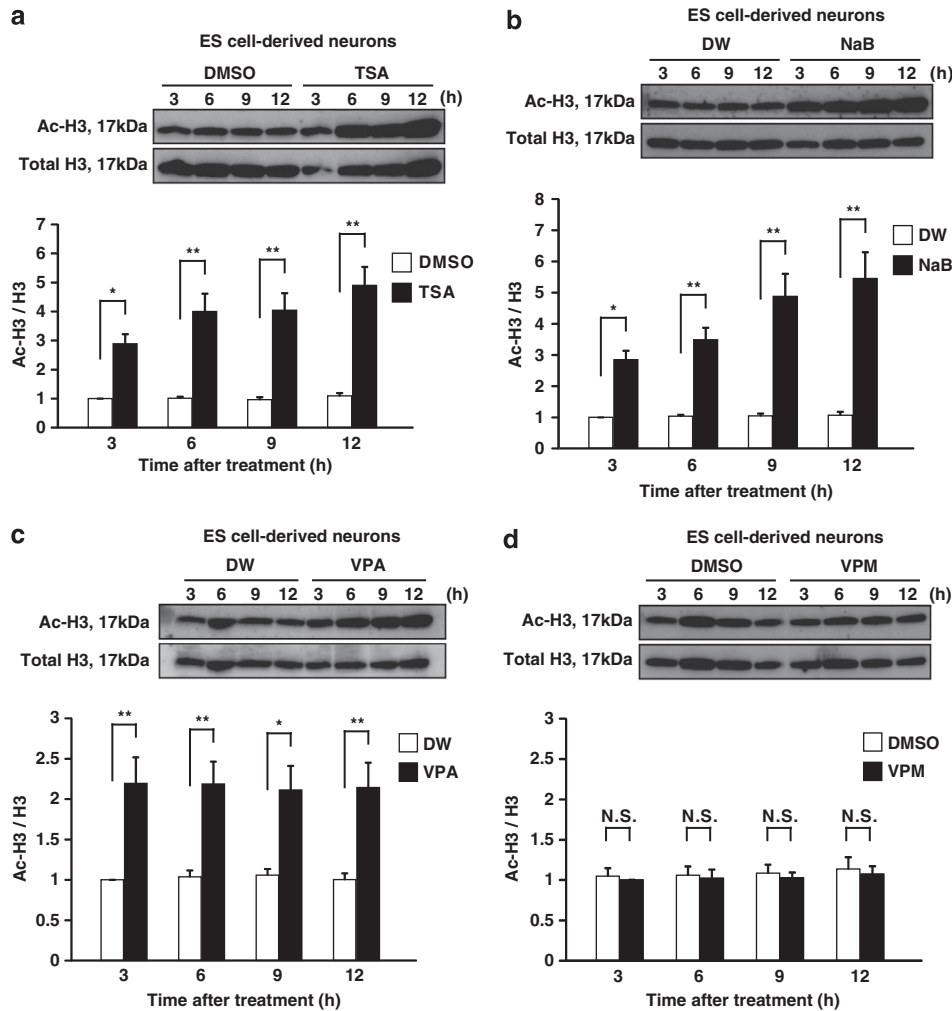 a
ES cell-derived neurons
DMSO TSA
3 6 9 12 3 6 9 12 (h)
Ac-H3, 17kDa
Total H3, 17kDa
7
6
5
4
3
2
1
0
Ac-H3 / H3
* ** ** **
DMSO
TSA
3 6 9 12
Time after treatment (h)
b
ES cell-derived neurons
DW NaB
3 6 9 12 3 6 9 12 (h)
Ac-H3, 17kDa
Total H3, 17kDa
8
7
6
5
4
3
2
1
0
Ac-H3 / H3
* ** ** **
DW
NaB
3 6 9 12
Time after treatment (h)
c
ES cell-derived neurons
DW VPA
3 6 9 12 3 6 9 12 (h)
Ac-H3, 17kDa
Total H3, 17kDa
3
2.5
2
1.5
1
0.5
0
Ac-H3 / H3
** ** * **
DW
VPA
3 6 9 12
Time after treatment (h)
d
ES cell-derived neurons
DMSO VPM
3 6 9 12 3 6 9 12 (h)
Ac-H3, 17kDa
Total H3, 17kDa
3
2.5
2
1.5
1
0.5
0
Ac-H3 / H3
N.S. N.S. N.S. N.S.
DMSO
VPM
3 6 9 12
Time after treatment (h)